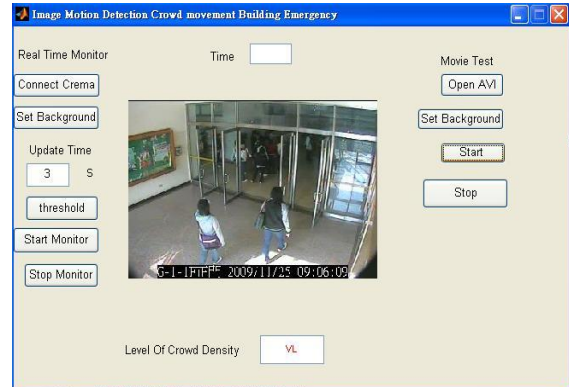 Image Motion Detection Crowd movement Building Emergency
Real Time Monitor
Time
Movie Test
Connect Crema
Open AVI
Set Background
Set Background
Update Time
3 S
Start
threshold
Stop
Start Monitor
Stop Monitor
2009/11/25 09:06:09
Level Of Crowd Density VL